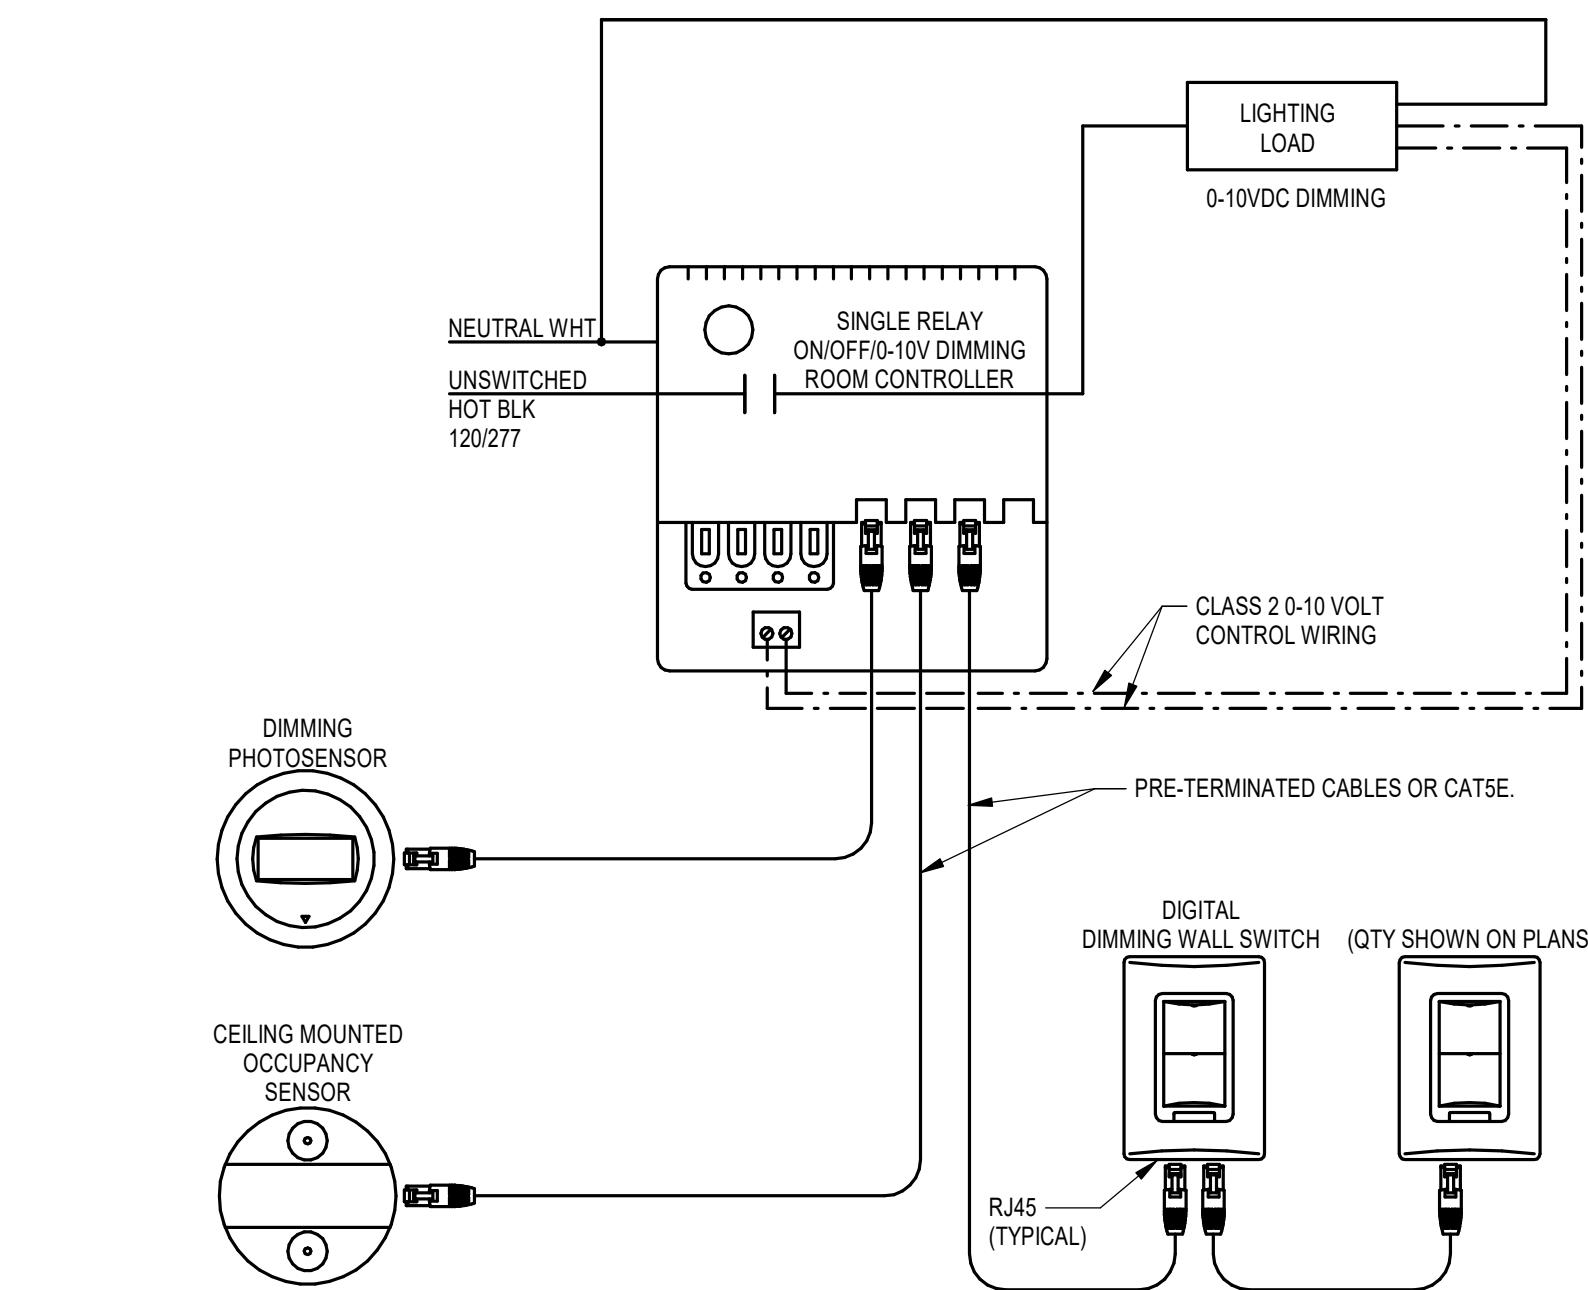 LIGHTING
LOAD
0-10VDC DIMMING
NEUTRAL WHT
SINGLE RELAY
ON/OFF/0-10V DIMMING
ROOM CONTROLLER
UNSWITCHED
HOT BLK
120/277
CLASS 2 0-10 VOLT
CONTROL WIRING
DIMMING
PHOTOSENSOR
PRE-TERMINATED CABLES OR CAT5E.
DIGITAL
DIMMING WALL SWITCH
(QTY SHOWN ON PLANS
CEILING MOUNTED
OCCUPANCY
SENSOR
RJ45
(TYPICAL)